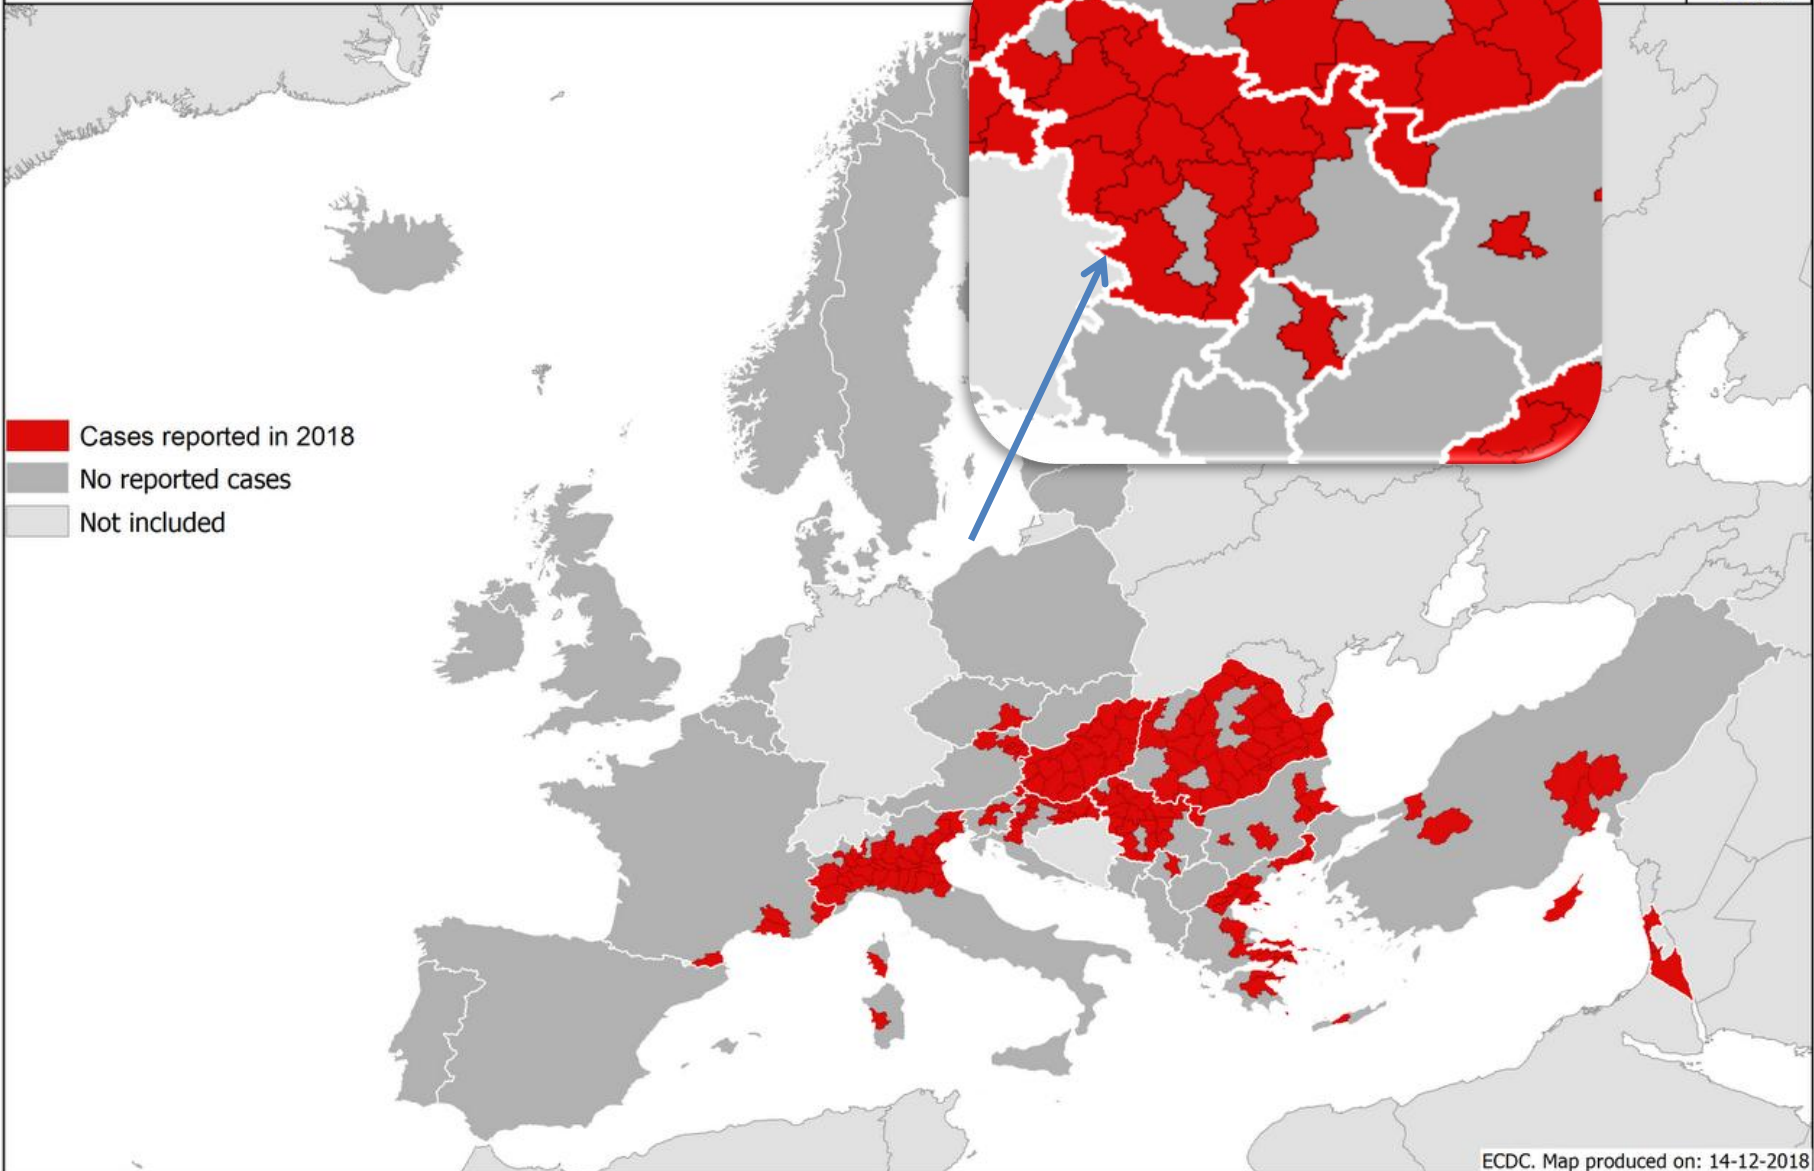 Cases reported in 2018
No reported cases
Not included
ECDC. Map produced on: 14-12-2018